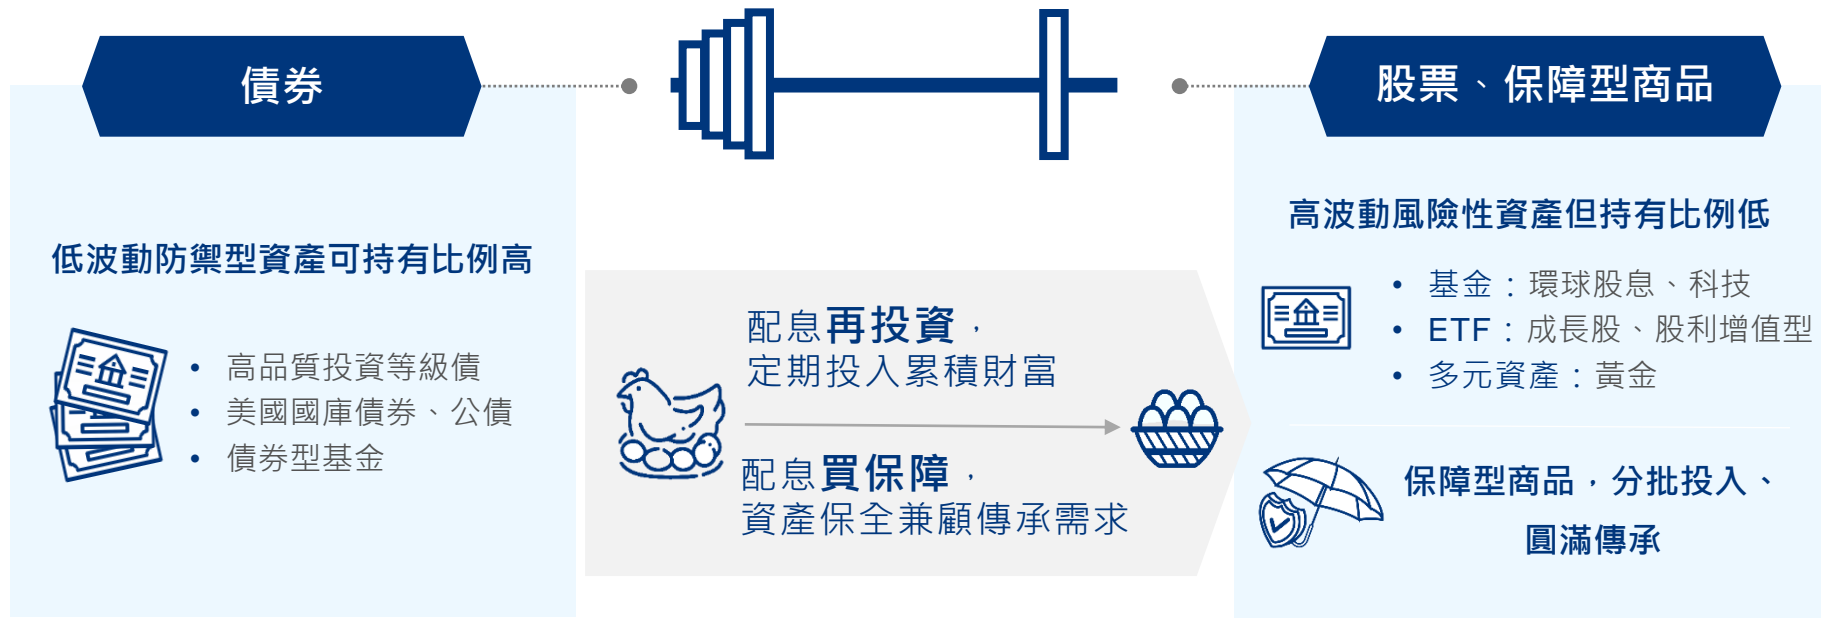 債券
低波動防禦型資產可持有比例高
• 高品質投資等級債
• 美國國庫債券、公債
• 債券型基金
配息再投資，
定期投入累積財富
配息買保障，
資產保全兼顧傳承需求
股票、保障型商品
高波動風險性資產但持有比例低
• 基金：環球股息、科技
• ETF：成長股、股利增值型
• 多元資產：黃金
保障型商品，分批投入、
圓滿傳承